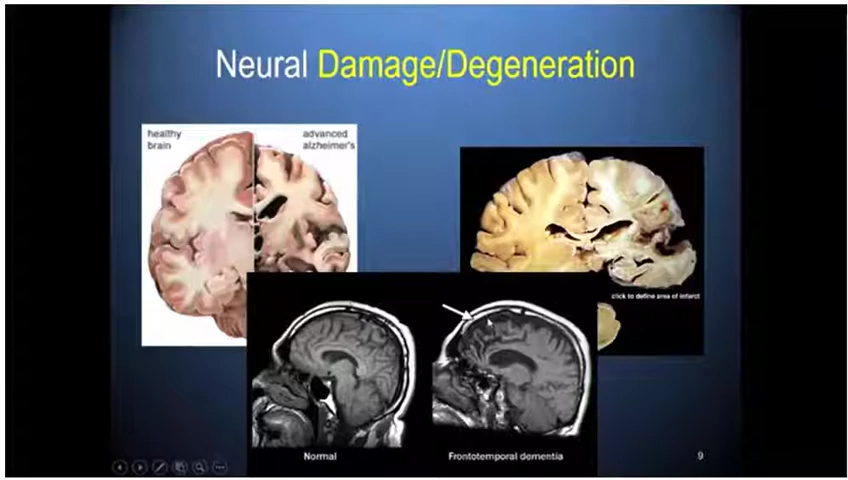 Neural Damage/Degeneration
healthy
brain
advanced
alzheimer's
click to define area of infarct
Normal
Frontotemporal dementia
9